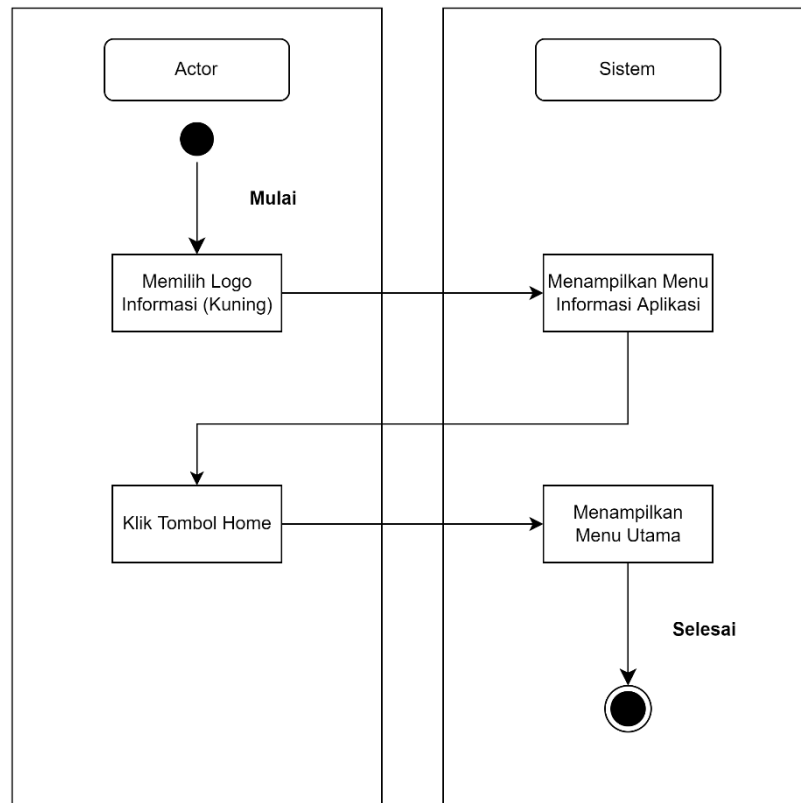 Actor
Sistem
Mulai
Memilih Logo
Informasi (Kuning)
Menampilkan Menu
Informasi Aplikasi
Klik Tombol Home
Menampilkan
Menu Utama
Selesai